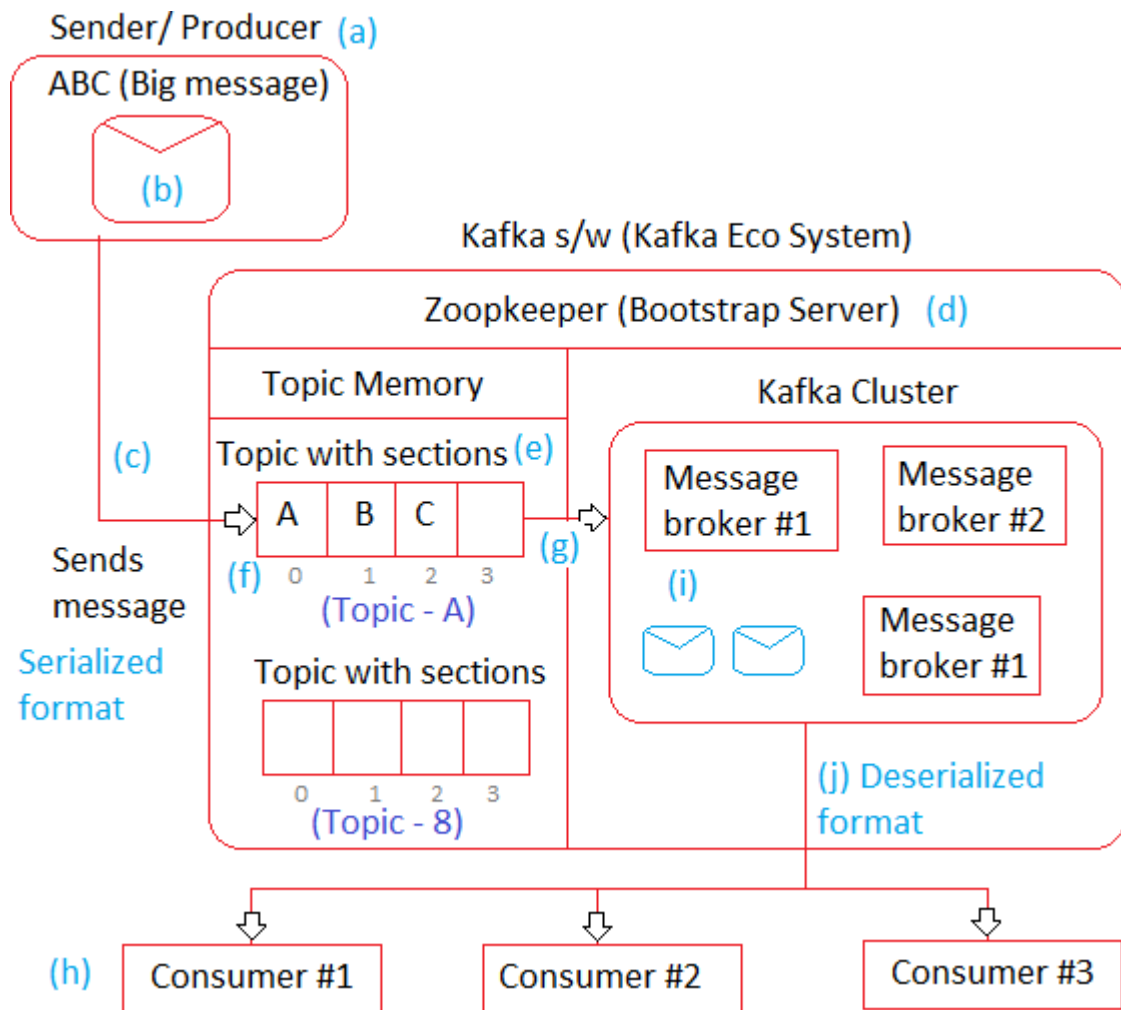 Sender/ Producer (a)
ABC (Big message)
(b)
Kafka s/w (Kafka Eco System)
Zoopkeeper (Bootstrap Server) (d)
Topic Memory
Kafka Cluster
(c)
Topic with sections (e)
A B C
(f)
0 1 2 3
(Topic - A)
(g)
Message
broker #1
Message
broker #2
(i)
Message
broker #1
Sends
message
Serialized
format
Topic with sections
0 1 2 3
(Topic - 8)
(j) Deserialized
format
(h)
Consumer #1
Consumer #2
Consumer #3